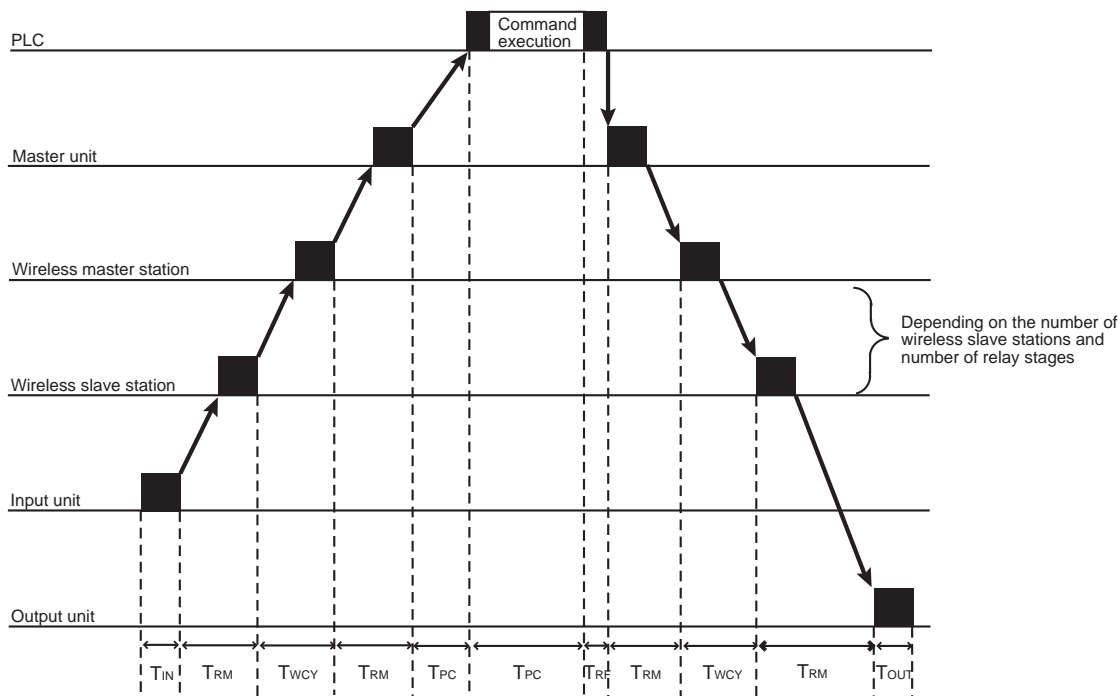 PLC
Command
execution
Master unit
Wireless master station
Depending on the number of
wireless slave stations and
number of relay stages
Wireless slave station
Input unit
Output unit
TIN TRM TWCY TRM TPC TPC TRF TRM TWCY TRM TOUT